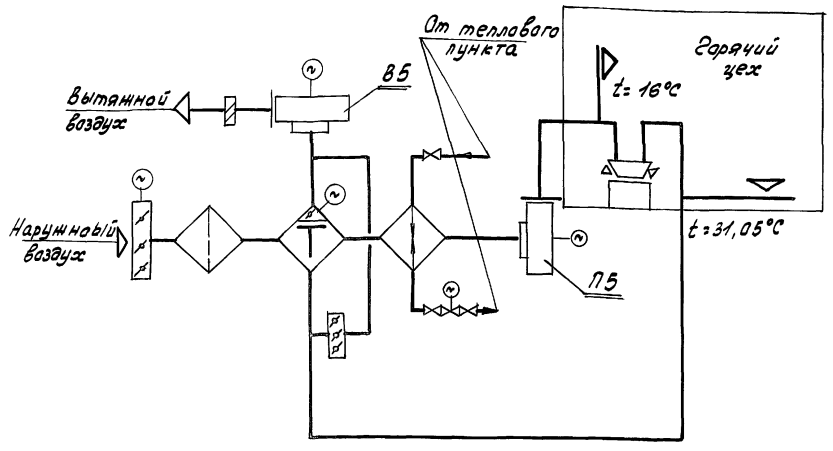 От теплового
пункта
Горячий
цех
В5
t=16°С
Вытяжной
воздух
~
~
~
Наружный
воздух
t=31,05°С
~
~
П5